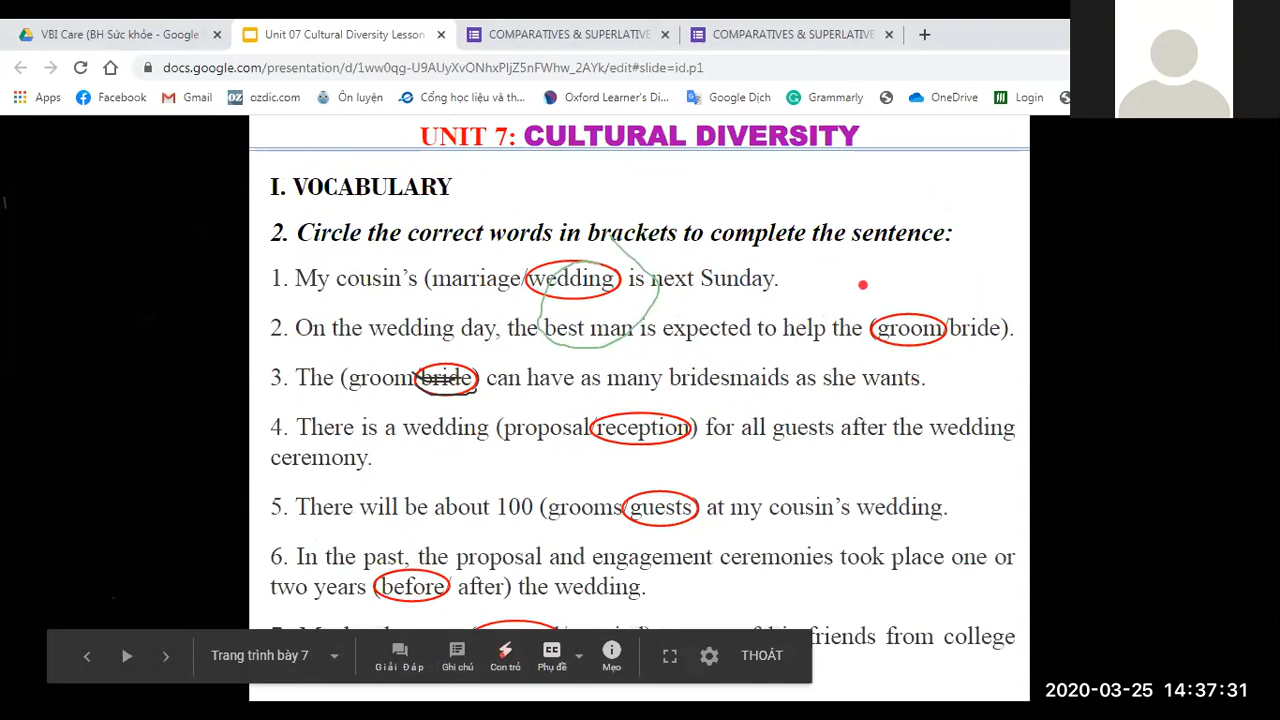 VBI Care (BH Sức khỏe - Google
Unit 07 Cultural Diversity Lesson
COMPARATIVES & SUPERLATIVE
COMPARATIVES & SUPERLATIVE
docs.google.com/presentation/d/1ww0qg-U9AUyXvONhxPljZ5nFWhw_2AYk/edit#slide=id.p1
Apps Facebook Gmail ozdic.com Ôn luyện Cổng học liệu và th... Oxford Learner's Di... Google Dịch Grammarly OneDrive Login
UNIT 7: CULTURAL DIVERSITY
I. VOCABULARY
2. Circle the correct words in brackets to complete the sentence:
1. My cousin's (marriage/wedding) is next Sunday.
2. On the wedding day, the best man is expected to help the (groom/bride).
3. The (groom/bride) can have as many bridesmaids as she wants.
4. There is a wedding (proposal/reception) for all guests after the wedding
ceremony.
5. There will be about 100 (grooms/guests) at my cousin's wedding.
6. In the past, the proposal and engagement ceremonies took place one or
two years (before/ after) the wedding.
friends from college
Trang trình bày 7 Giải Đáp Ghi chú Con trỏ Phụ đề Mẹo THOÁT
2020-03-25 14:37:31